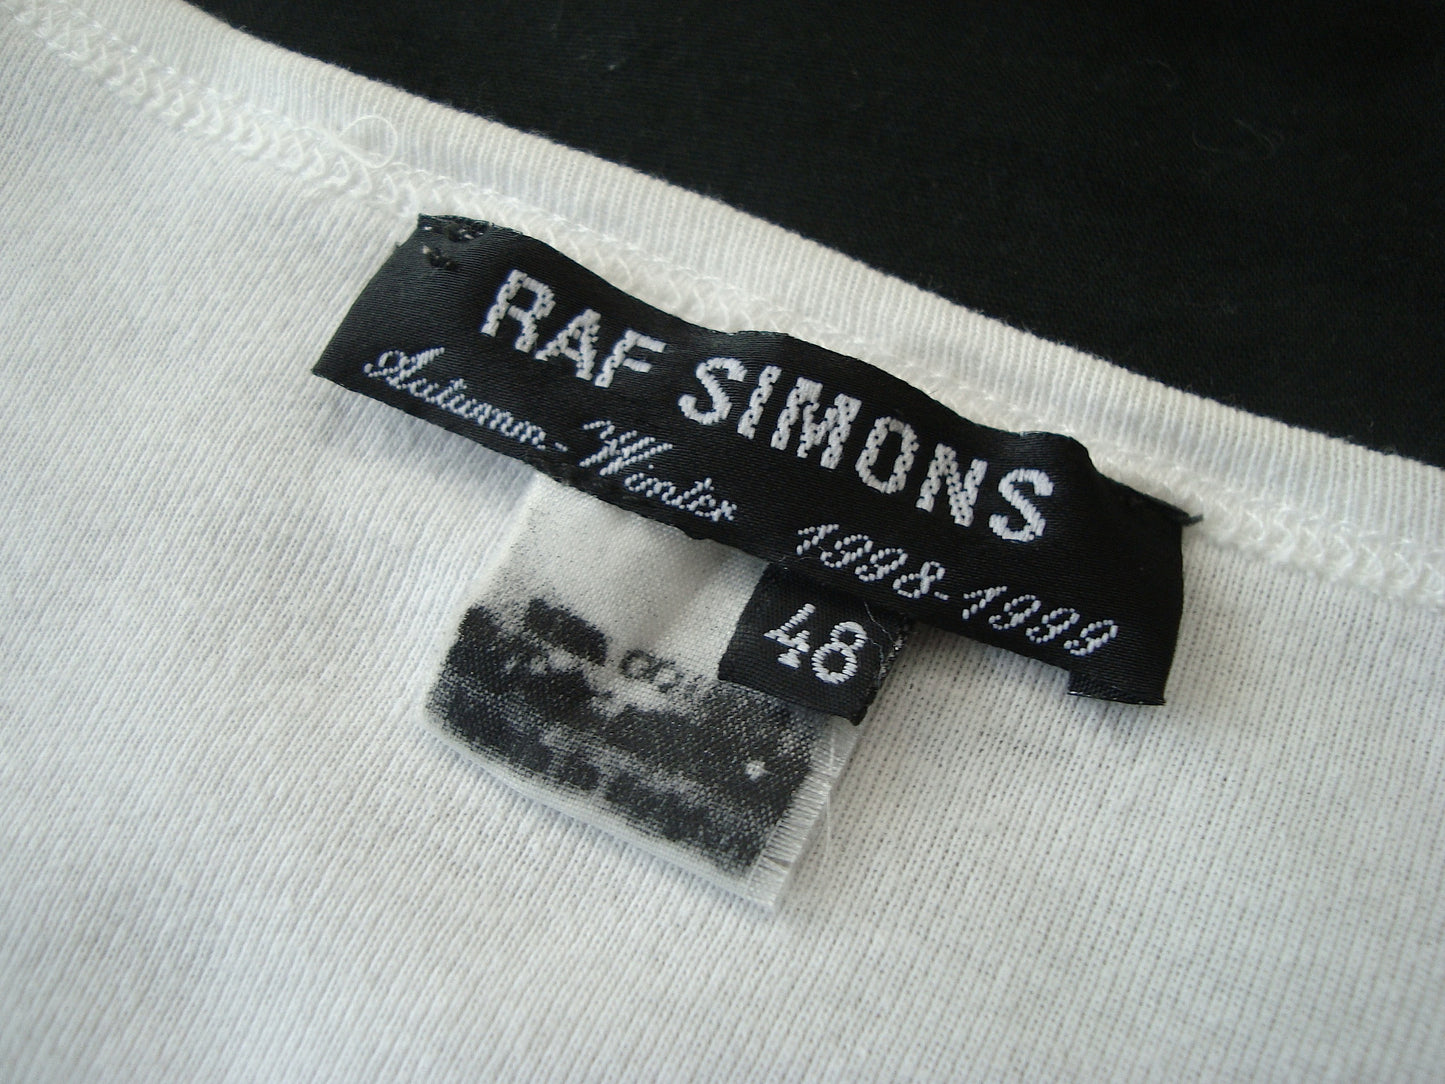 RAF SIMONS
Autumn-Winter 1998-1999
48